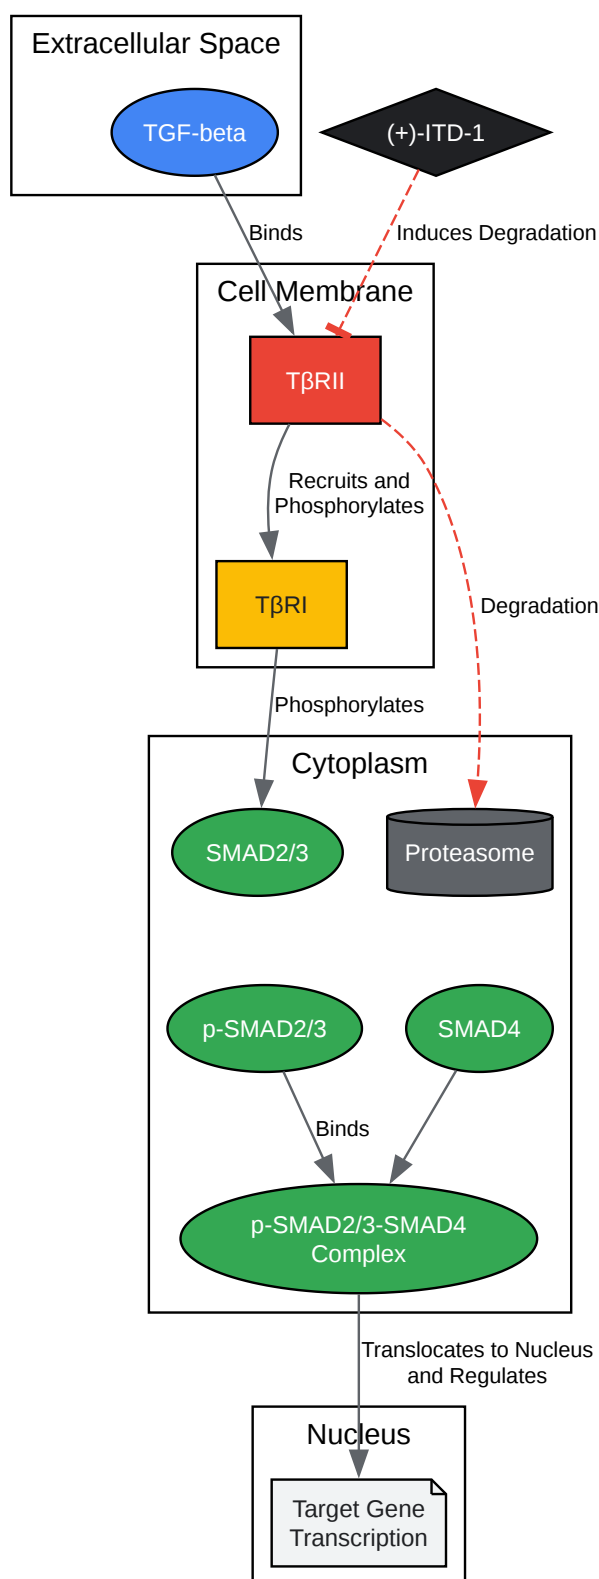 Extracellular Space
TGF-beta
(+)-ITD-1
Binds
Induces Degradation
Cell Membrane
TβRII
Recruits and
Phosphorylates
TβRI
Degradation
Phosphorylates
Cytoplasm
SMAD2/3
Proteasome
p-SMAD2/3
SMAD4
Binds
p-SMAD2/3-SMAD4
Complex
Translocates to Nucleus
and Regulates
Nucleus
Target Gene
Transcription